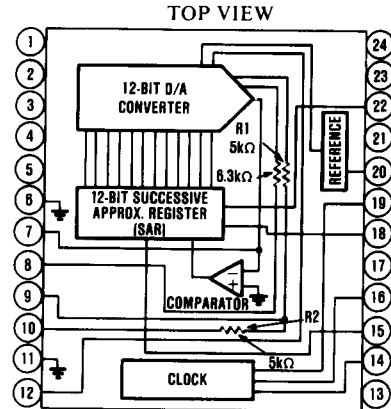 TOP VIEW
1
2
3
4
5
6
7
8
9
10
11
12
24
23
22
21
20
19
18
17
16
15
14
13
12-BIT D/A
CONVERTER
R1
5kΩ
6.3kΩ
REFERENCE
12-BIT SUCCESSIVE
APPROX. REGISTER
(SAR)
−
+
COMPARATOR
R2
5kΩ
CLOCK